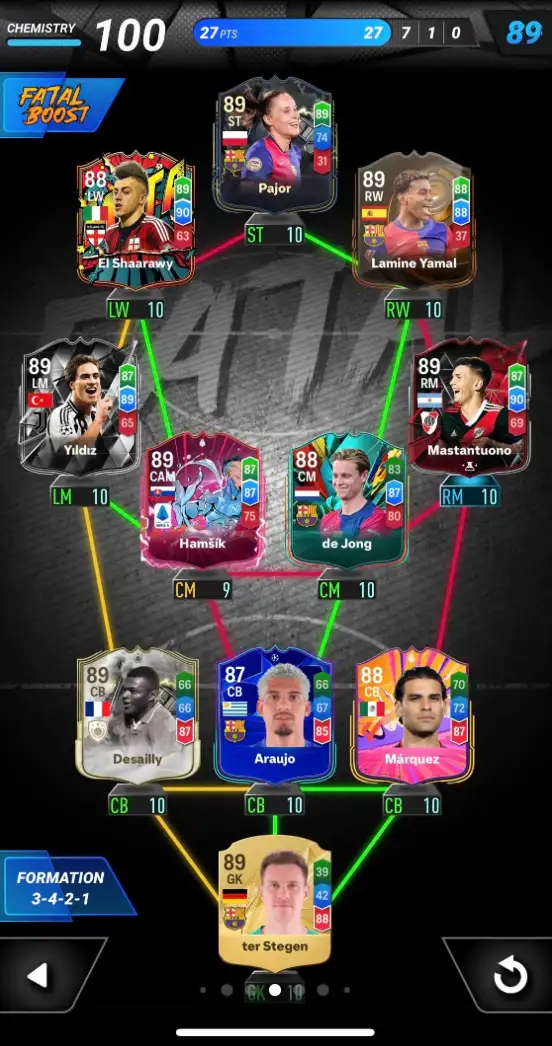 CHEMISTRY 100 27 PTS 27 7 1 0 89
FATAL BOOST
89 ST 89 74 31 Pajor
ST 10
88 LW 89 90 63 El Shaarawy
LW 10
89 RW 88 88 37 Lamine Yamal
RW 10
89 LM 87 89 65 Yıldız
LM 10
89 RM 87 90 69 Mastantuono
RM 10
89 CAM 87 87 75 Hamšík
CM 9
88 CM 83 87 80 de Jong
CM 10
89 CB 66 66 87 Desailly
CB 10
87 CB 66 67 85 Araujo
CB 10
88 CB 70 72 87 Márquez
CB 10
89 GK 39 42 88 ter Stegen
GK 10
FORMATION
3-4-2-1